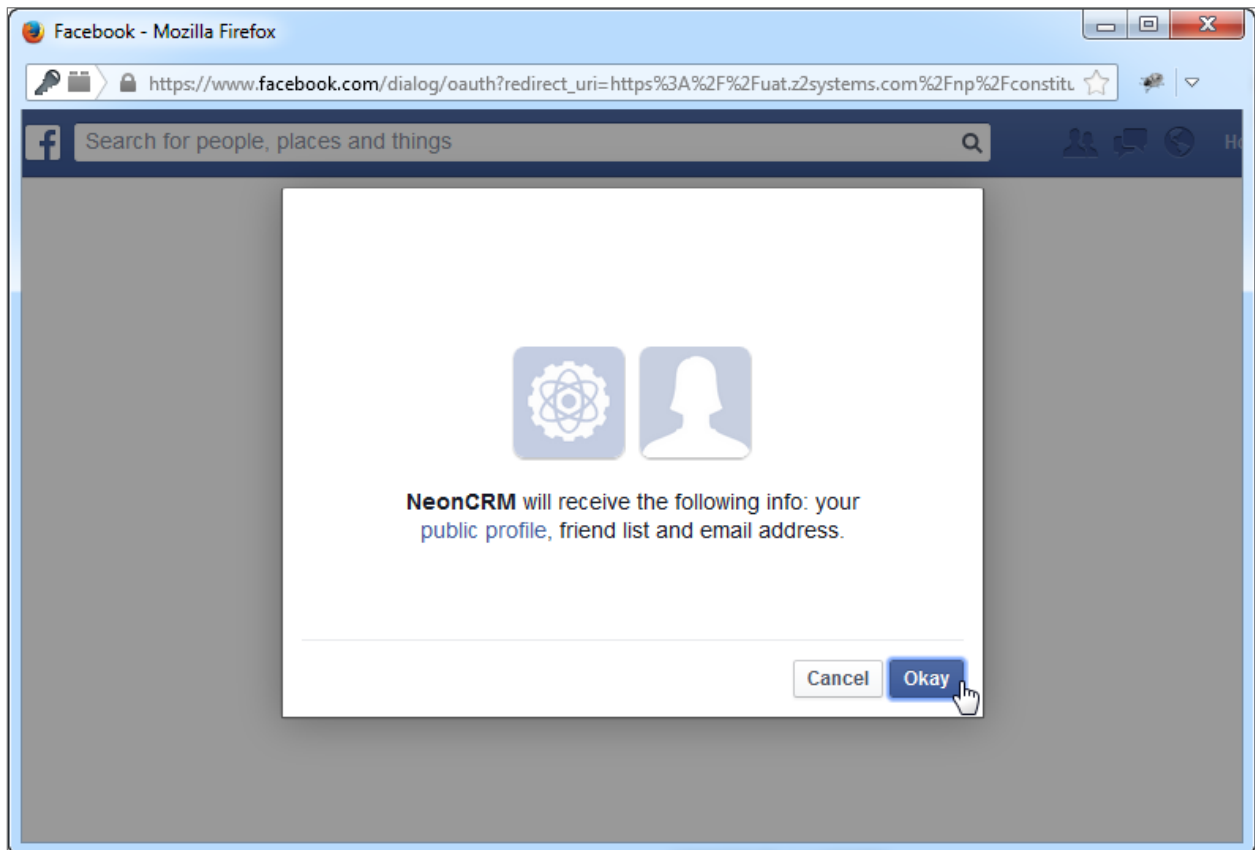 Facebook - Mozilla Firefox
https://www.facebook.com/dialog/oauth?redirect_uri=https%3A%2F%2Fuat.z2systems.com%2Fnp%2Fconstitu
f Search for people, places and things
NeonCRM will receive the following info: your
public profile, friend list and email address.
Cancel Okay